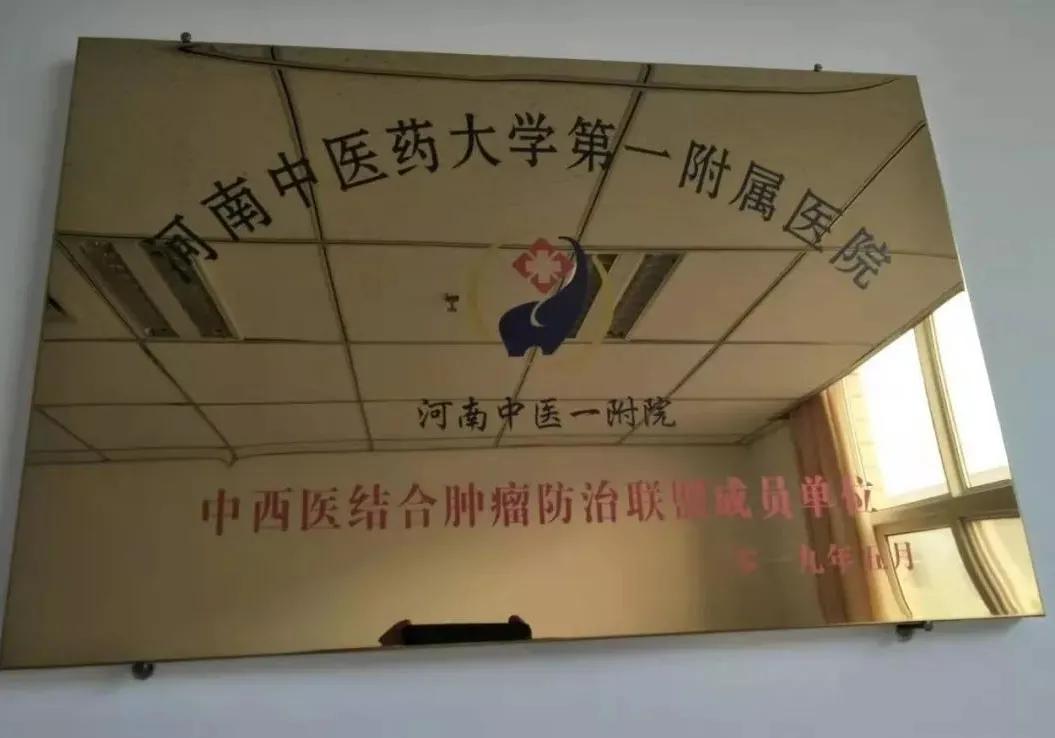 河南中医药大学第一附属医院
河南中医一附院
中西医结合肿瘤防治联盟成员单位
二零一九年五月